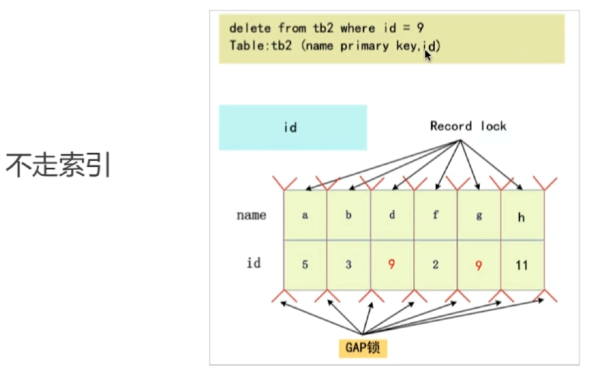 delete from tb2 where id = 9
Table:tb2 (name primary key,id)
id
Record lock
不走索引
name a b d f g h
id 5 3 9 2 9 11
GAP锁